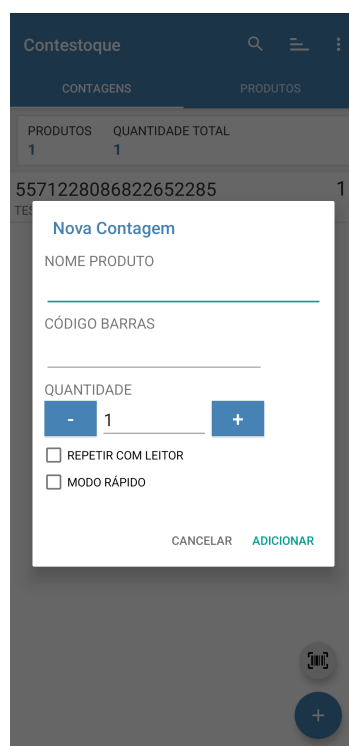 Contestoque
CONTAGENS PRODUTOS
PRODUTOS QUANTIDADE TOTAL
1 1
5571228086822652285 1
TES
Nova Contagem
NOME PRODUTO
CÓDIGO BARRAS
QUANTIDADE
- 1 +
REPETIR COM LEITOR
MODO RÁPIDO
CANCELAR ADICIONAR
+